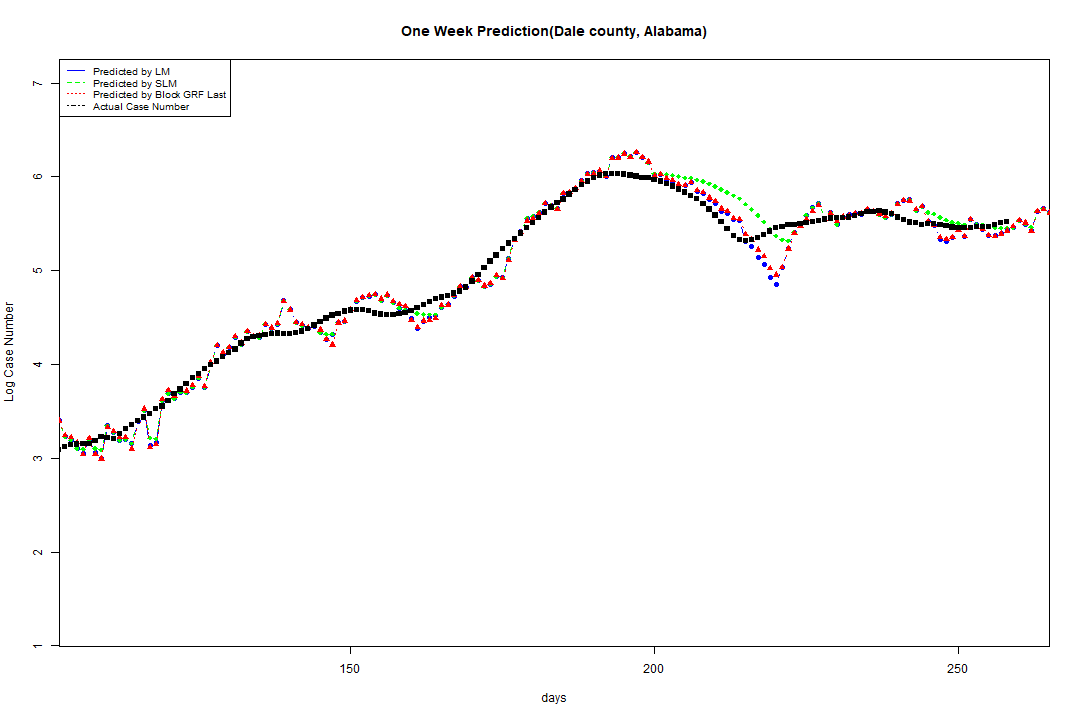 One Week Prediction(Dale county, Alabama)
Predicted by LM
Predicted by SLM
Predicted by Block GRF Last
Actual Case Number
7
6
5
4
3
2
1
Log Case Number
150
200
250
days